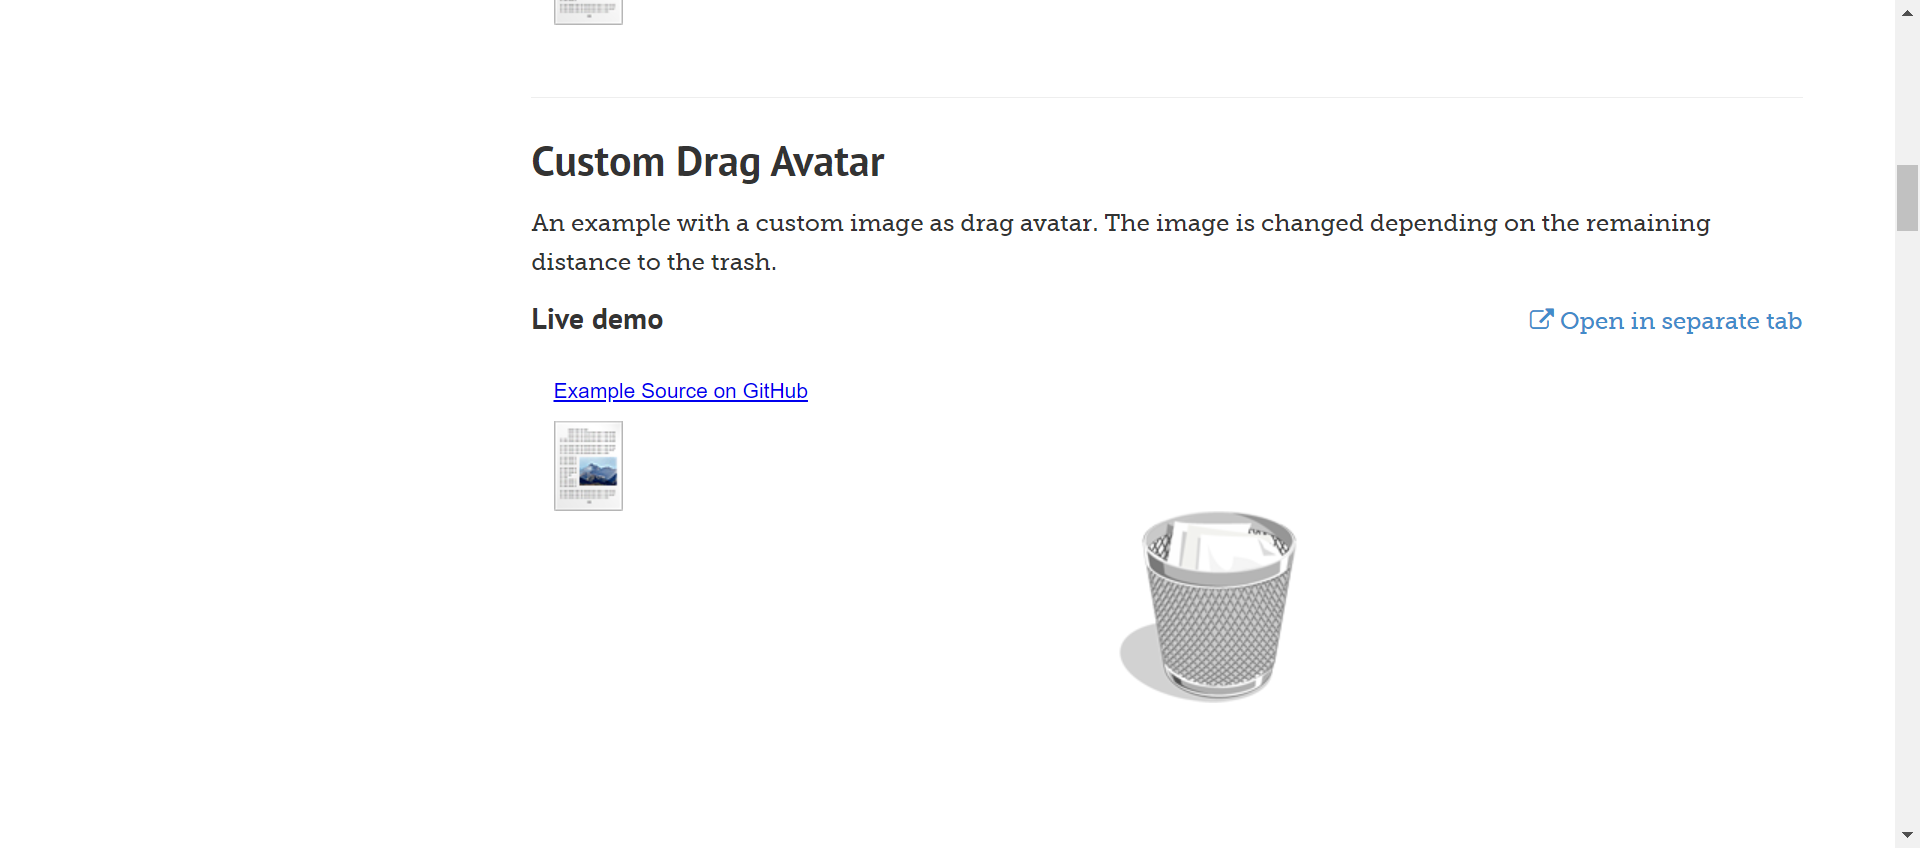 Custom Drag Avatar
An example with a custom image as drag avatar. The image is changed depending on the remaining
distance to the trash.
Live demo
Open in separate tab
Example Source on GitHub